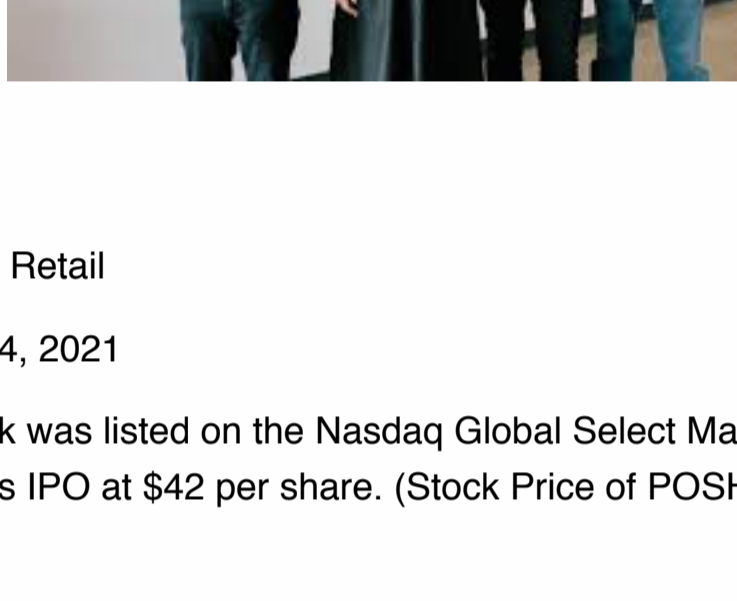 Retail
4, 2021
k was listed on the Nasdaq Global Select Ma
s IPO at $42 per share. (Stock Price of POSH